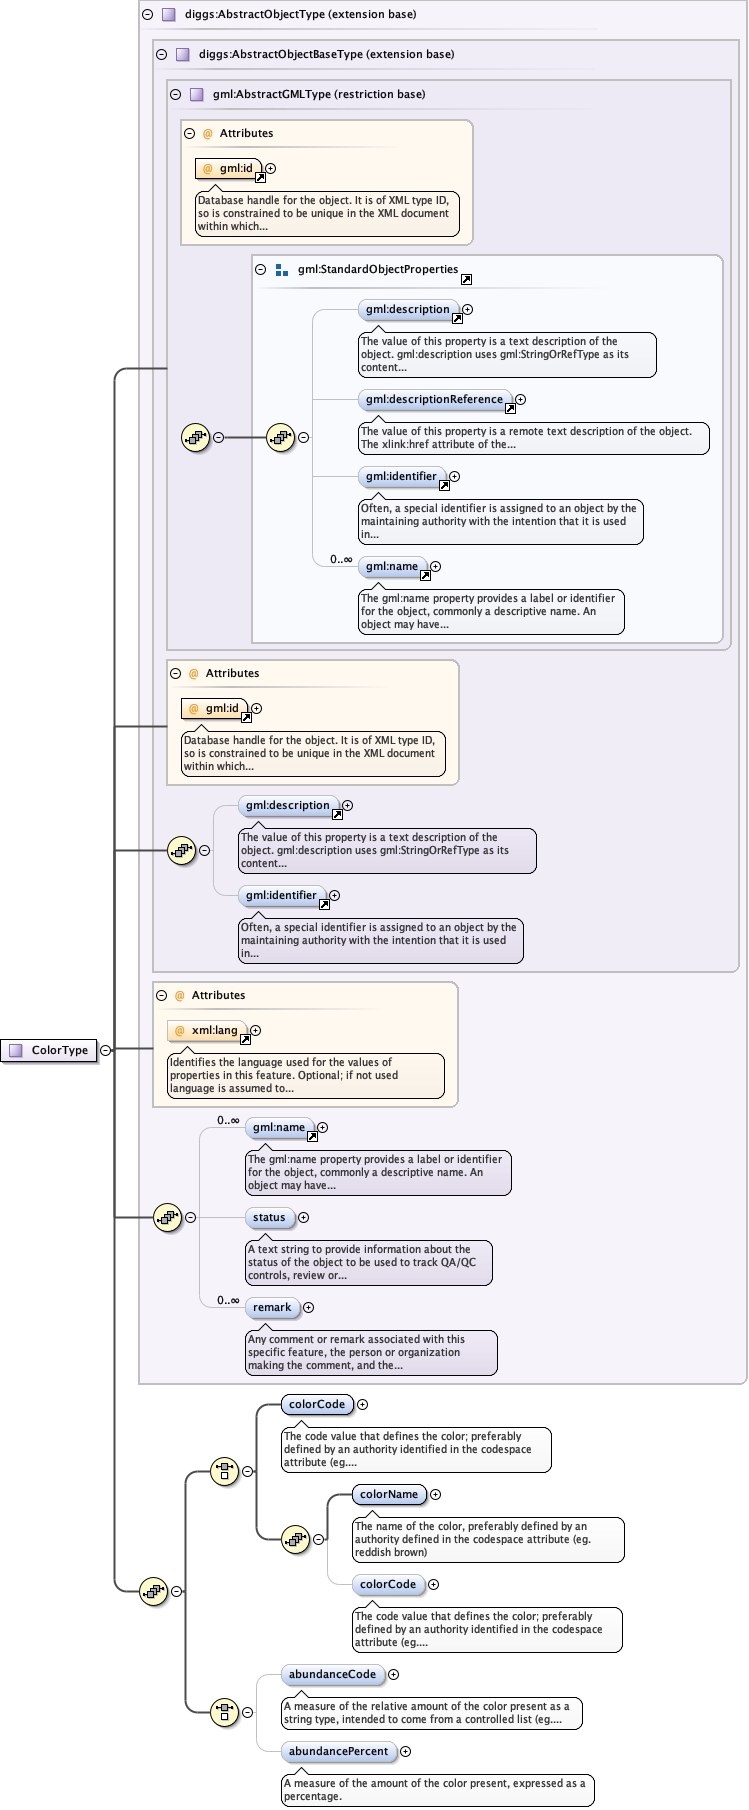 diggs:AbstractObjectType (extension base)
diggs:AbstractObjectBaseType (extension base)
gml:AbstractGMLType (restriction base)
@ Attributes
@ gml:id
Database handle for the object. It is of XML type ID,
so is constrained to be unique in the XML document
within which...
gml:StandardObjectProperties
gml:description
The value of this property is a text description of the
object. gml:description uses gml:StringOrRefType as its
content...
gml:descriptionReference
The value of this property is a remote text description of the object.
The xlink:href attribute of the...
gml:identifier
Often, a special identifier is assigned to an object by the
maintaining authority with the intention that it is used
in...
0..∞
gml:name
The gml:name property provides a label or identifier
for the object, commonly a descriptive name. An
object may have...
@ Attributes
@ gml:id
Database handle for the object. It is of XML type ID,
so is constrained to be unique in the XML document
within which...
gml:description
The value of this property is a text description of the
object. gml:description uses gml:StringOrRefType as its
content...
gml:identifier
Often, a special identifier is assigned to an object by the
maintaining authority with the intention that it is used
in...
@ Attributes
@ xml:lang
Identifies the language used for the values of
properties in this feature. Optional; if not used
language is assumed to...
ColorType
0..∞
gml:name
The gml:name property provides a label or identifier
for the object, commonly a descriptive name. An
object may have...
status
A text string to provide information about the
status of the object to be used to track QA/QC
controls, review or...
0..∞
remark
Any comment or remark associated with this
specific feature, the person or organization
making the comment, and the...
colorCode
The code value that defines the color; preferably
defined by an authority identified in the codespace
attribute (eg....
colorName
The name of the color, preferably defined by an
authority defined in the codespace attribute (eg.
reddish brown)
colorCode
The code value that defines the color; preferably
defined by an authority identified in the codespace
attribute (eg....
abundanceCode
A measure of the relative amount of the color present as a
string type, intended to come from a controlled list (eg....
abundancePercent
A measure of the amount of the color present, expressed as a
percentage.